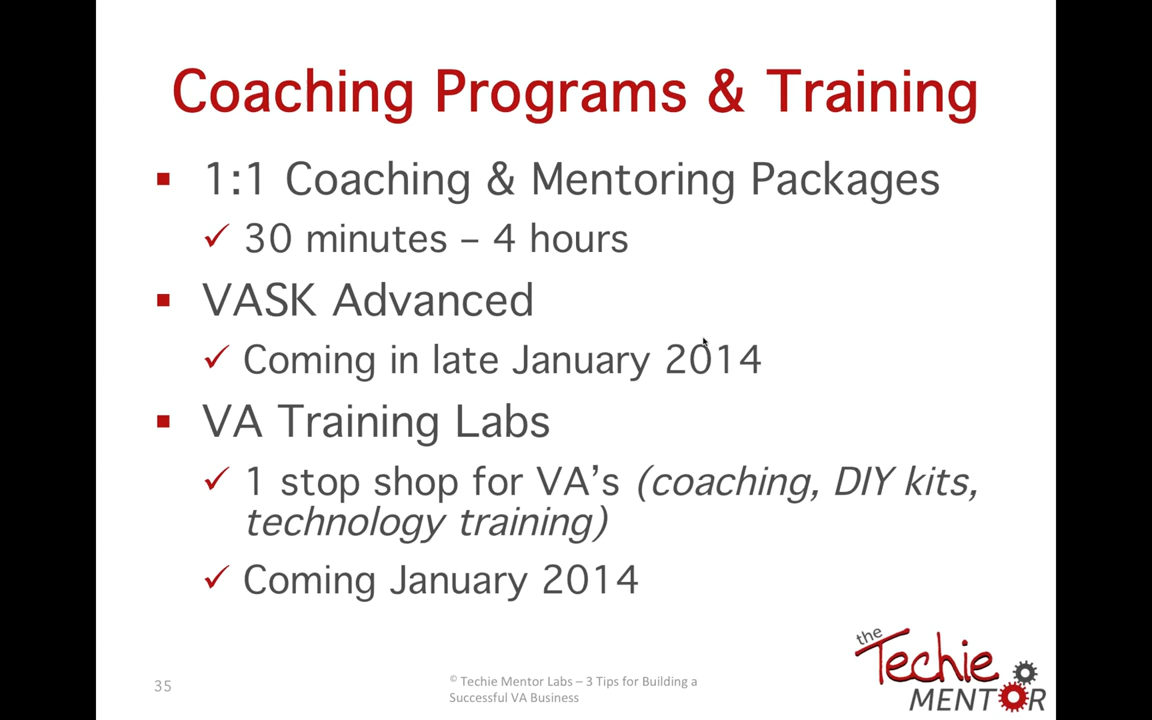 Coaching Programs & Training
▪ 1:1 Coaching & Mentoring Packages
✓ 30 minutes – 4 hours
▪ VASK Advanced
✓ Coming in late January 2014
▪ VA Training Labs
✓ 1 stop shop for VA’s (coaching, DIY kits,
technology training)
✓ Coming January 2014
35
© Techie Mentor Labs – 3 Tips for Building a
Successful VA Business
the
Techie
MENTOR